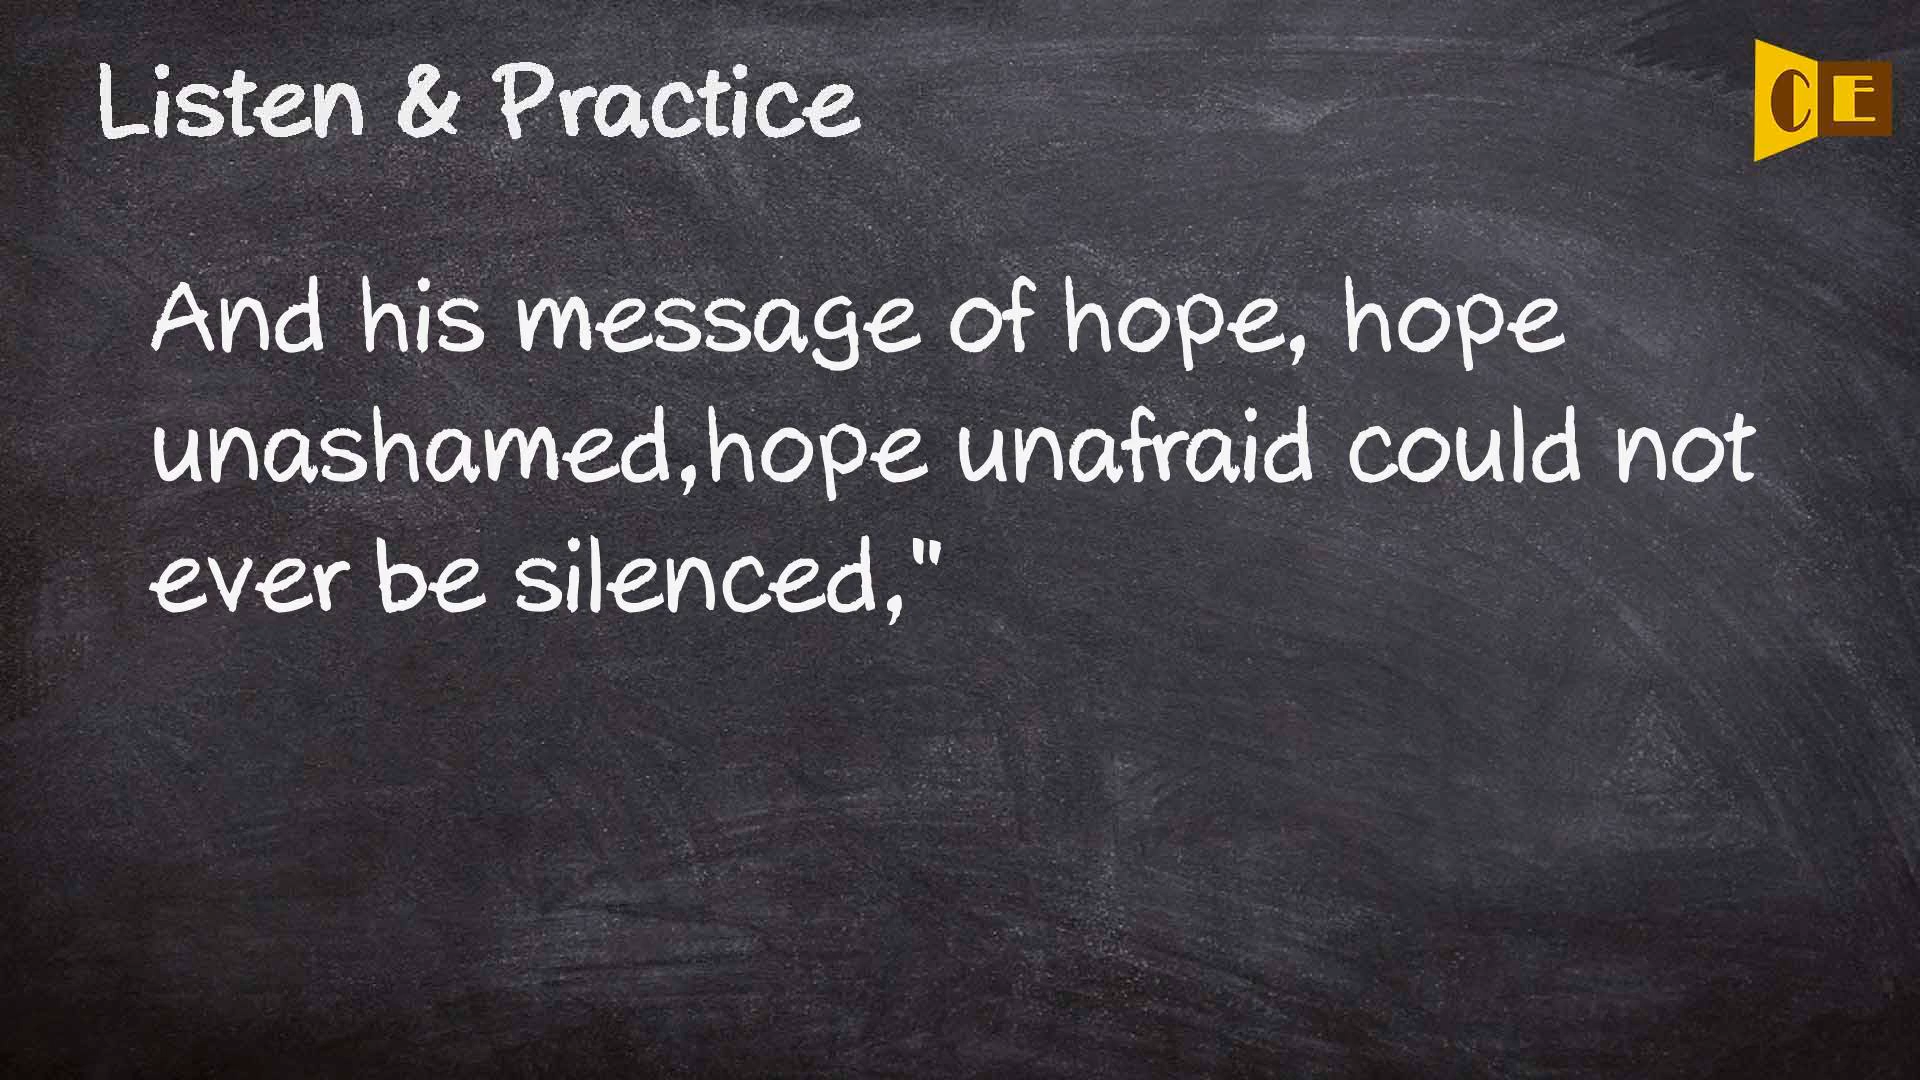 Listen & Practice
CE
And his message of hope, hope
unashamed,hope unafraid could not
ever be silenced,"